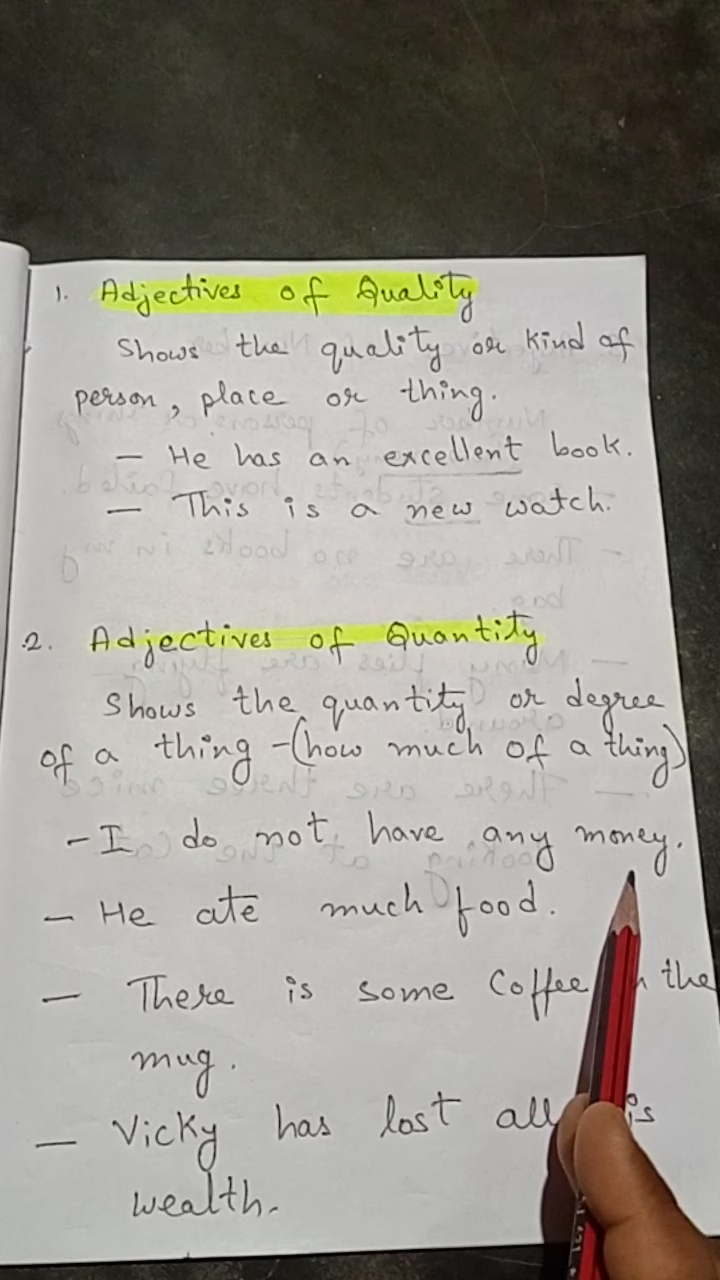 1. Adjectives of Quality
Shows the quality or kind of
person, place or thing.
— He has an excellent book.
— This is a new watch.
2. Adjectives of Quantity
Shows the quantity or degree
of a thing - (how much of a thing)
- I do not have any money.
— He ate much food.
— There is some Coffee the
mug.
— Vicky has lost all is
wealth.